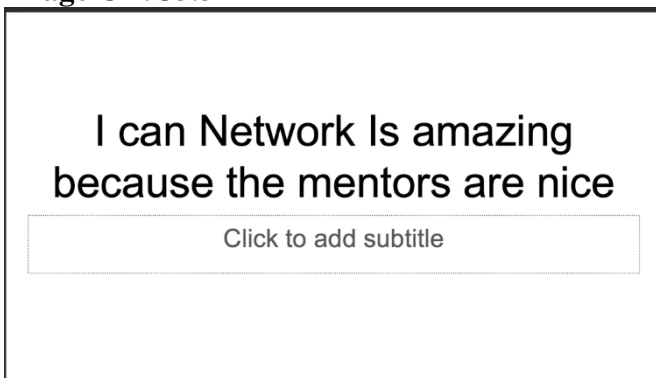 I can Network Is amazing
because the mentors are nice
Click to add subtitle